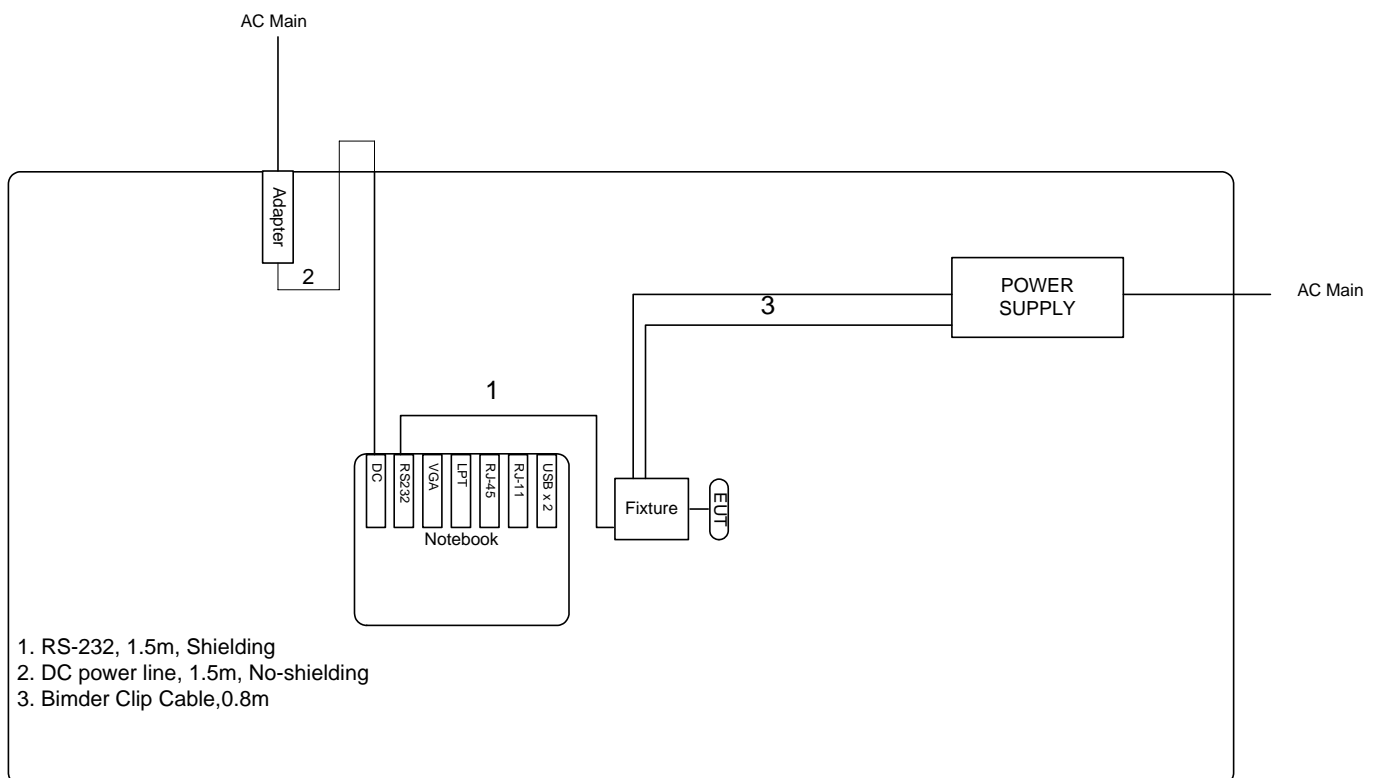 AC Main
Adapter
2
POWER
SUPPLY
AC Main
3
1
DC
RS232
VGA
LPT
RJ-45
RJ-11
USB x 2
Notebook
Fixture
EUT
1. RS-232, 1.5m, Shielding
2. DC power line, 1.5m, No-shielding
3. Bimder Clip Cable,0.8m